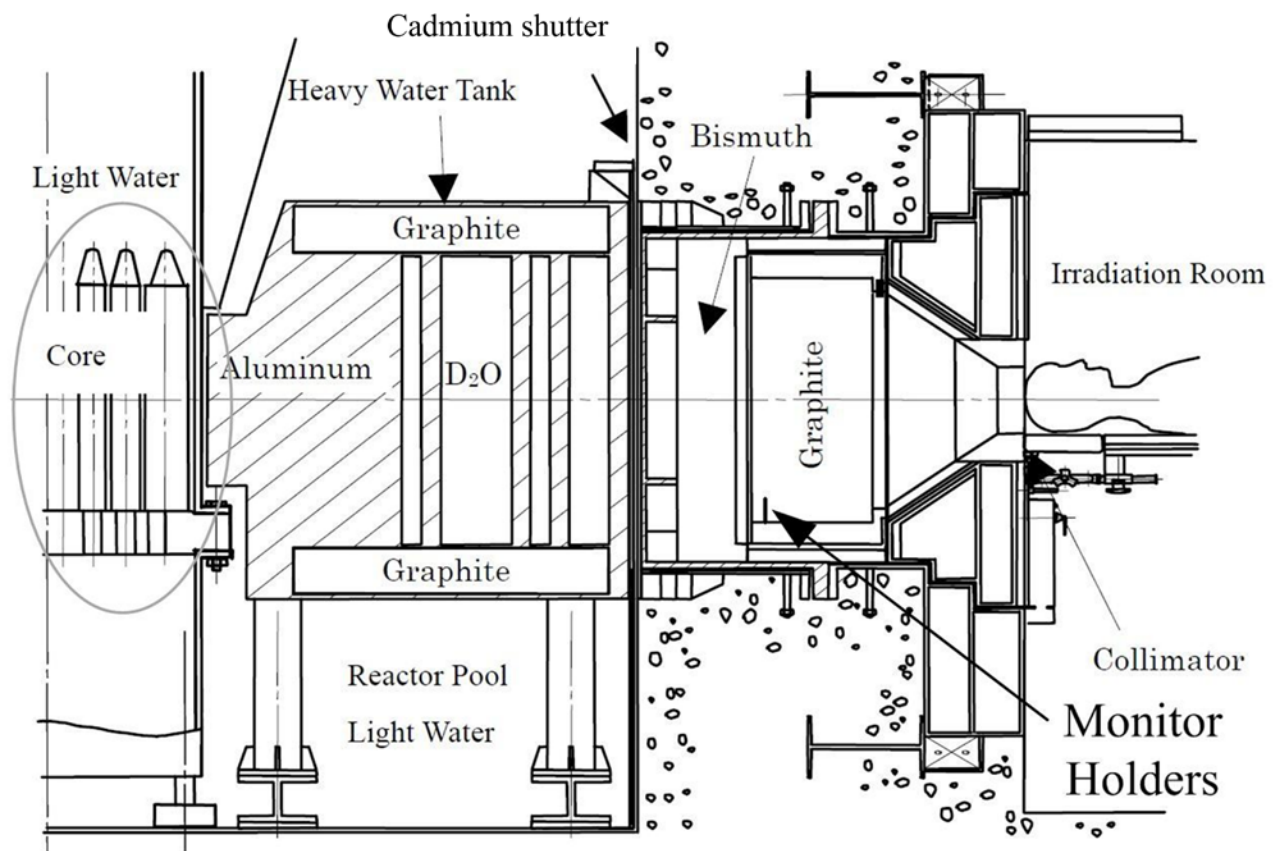 Cadmium shutter
Heavy Water Tank
Bismuth
Light Water
Graphite
Irradiation Room
Core
Aluminum
D₂O
Graphite
Graphite
Reactor Pool
Light Water
Collimator
Monitor
Holders